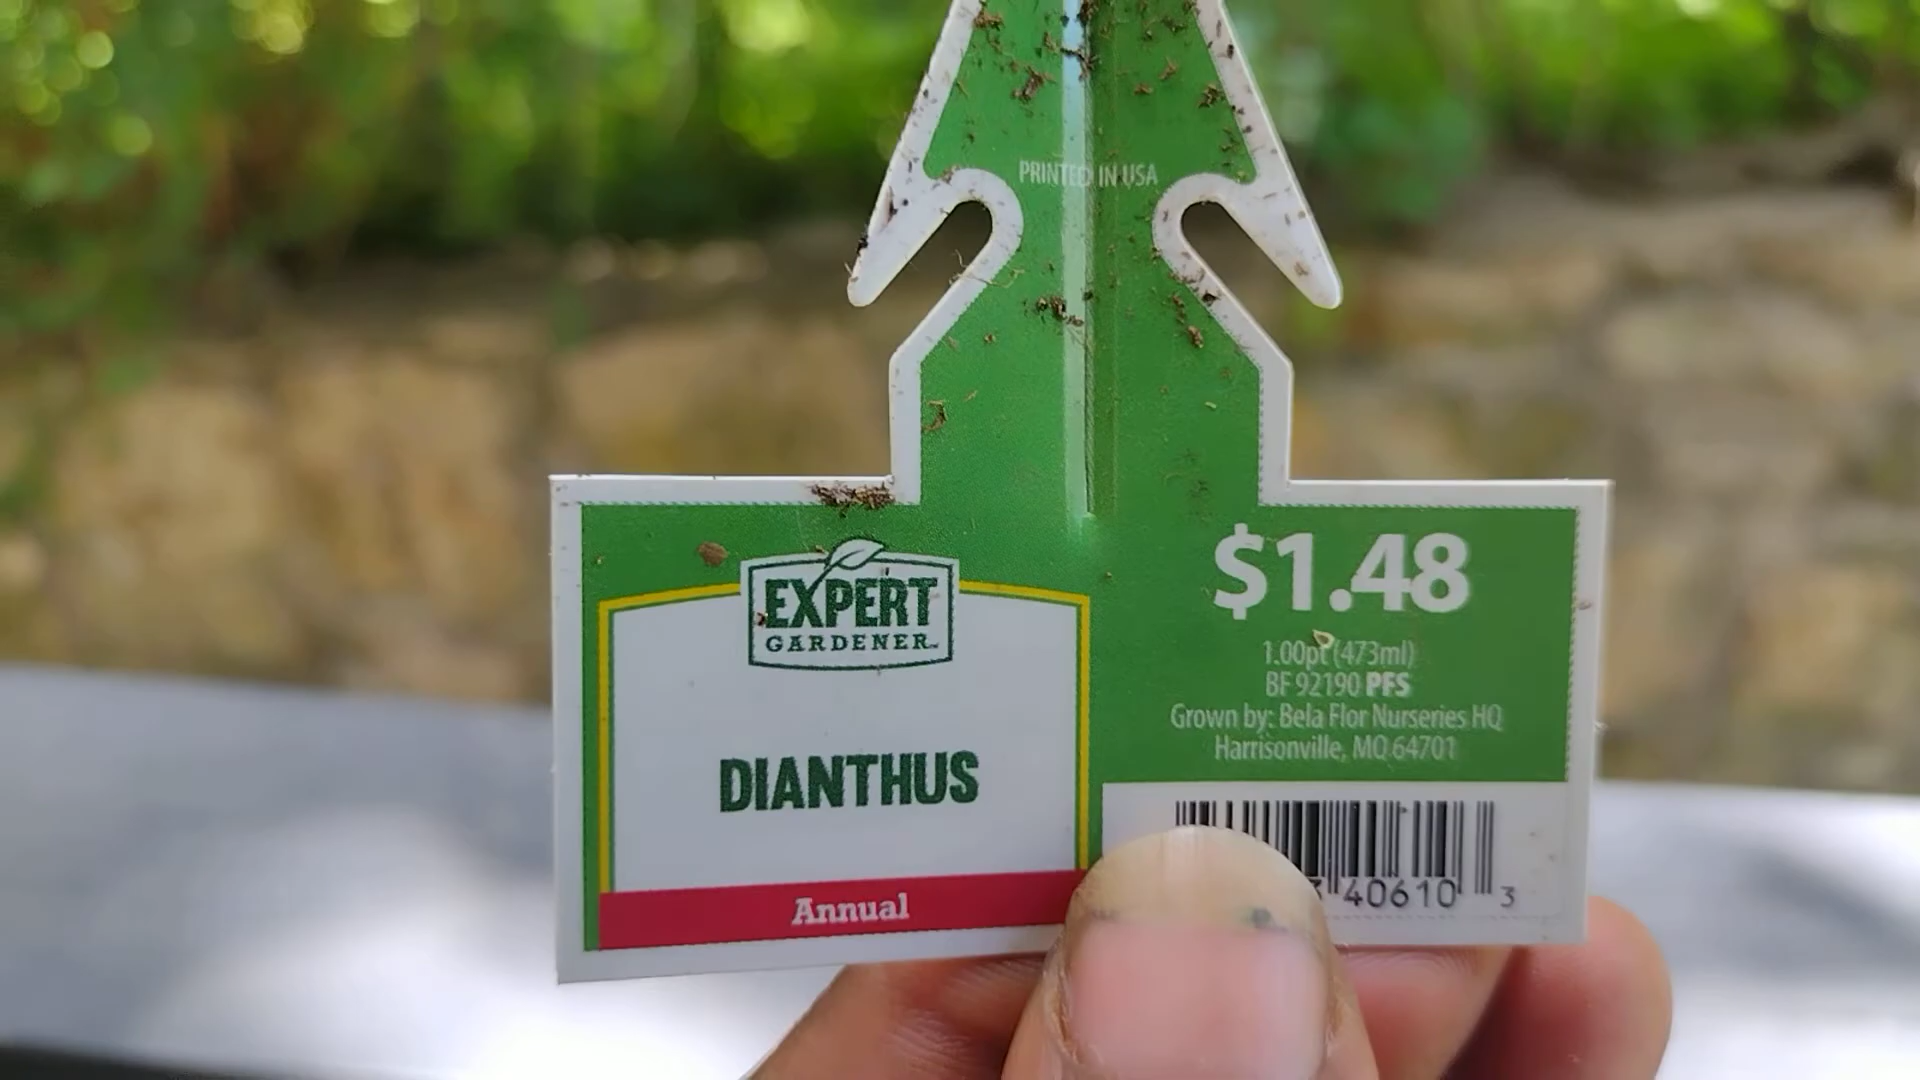 PRINTED IN USA
EXPERT
GARDENER™
DIANTHUS
Annual
$1.48
1.00pt (473ml)
BF 92190 PFS
Grown by: Bela Flor Nurseries HQ
Harrisonville, MO 64701
40610 3